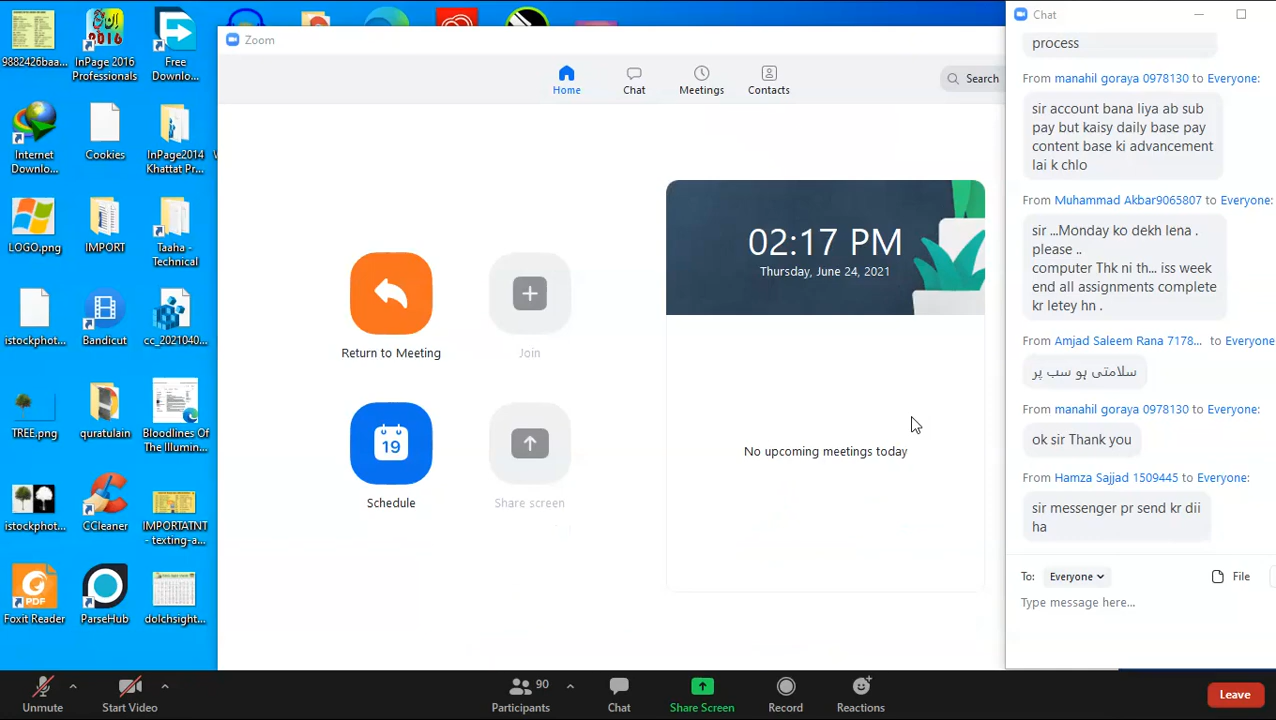 9882426baa...
InPage 2016
Professionals
Free
Downlo...
Internet
Downlo...
Cookies
InPage2014
Khattat Pr...
LOGO.png
IMPORT
Taaha -
Technical
istockphot...
Bandicut
cc_2021040...
TREE.png
quratulain
Bloodlines Of
The Illumin...
istockphot...
CCleaner
IMPORTATNT
- texting-a...
Foxit Reader
ParseHub
dolchsight...
Zoom
Home
Chat
Meetings
Contacts
Search
02:17 PM
Thursday, June 24, 2021
Return to Meeting
Join
19
Schedule
Share screen
No upcoming meetings today
Chat
process
From manahil goraya 0978130 to Everyone:
sir account bana liya ab sub
pay but kaisy daily base pay
content base ki advancement
lai k chlo
From Muhammad Akbar9065807 to Everyone:
sir ...Monday ko dekh lena .
please ..
computer Thk ni th... iss week
end all assignments complete
kr letey hn .
From Amjad Saleem Rana 7178... to Everyone
سلامتی ہو سب پر
From manahil goraya 0978130 to Everyone:
ok sir Thank you
From Hamza Sajjad 1509445 to Everyone:
sir messenger pr send kr dii
ha
To: Everyone
File
Type message here...
Unmute
Start Video
90
Participants
Chat
Share Screen
Record
Reactions
Leave